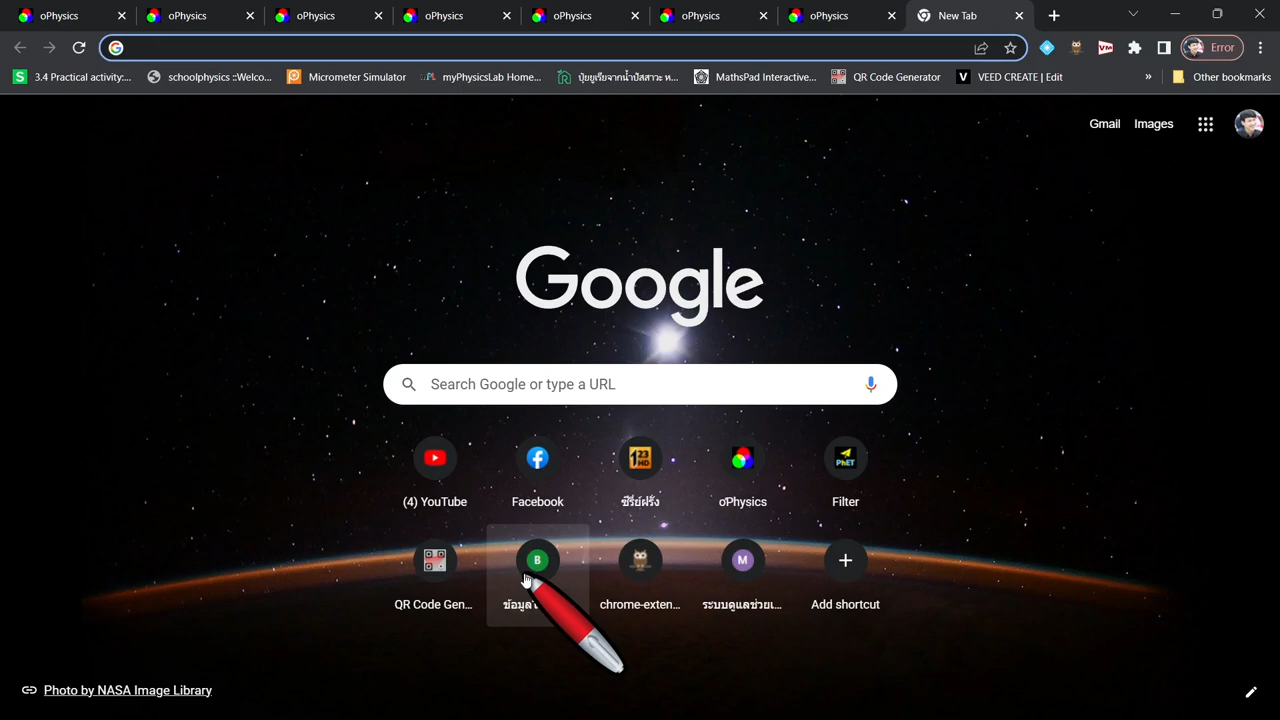 oPhysics
oPhysics
oPhysics
oPhysics
oPhysics
oPhysics
oPhysics
New Tab
Error
3.4 Practical activity:...
schoolphysics ::Welco...
Micrometer Simulator
myPhysicsLab Home...
ปุ๋ยยูเรียจากน้ำปัสสาวะ ห...
MathsPad Interactive...
QR Code Generator
VEED CREATE | Edit
»
Other bookmarks
Gmail
Images
Google
Search Google or type a URL
(4) YouTube
Facebook
ซีรี่ย์ฝรั่ง
oPhysics
Filter
QR Code Gen...
chrome-exten...
ระบบดูแลช่วยเ...
Add shortcut
Photo by NASA Image Library